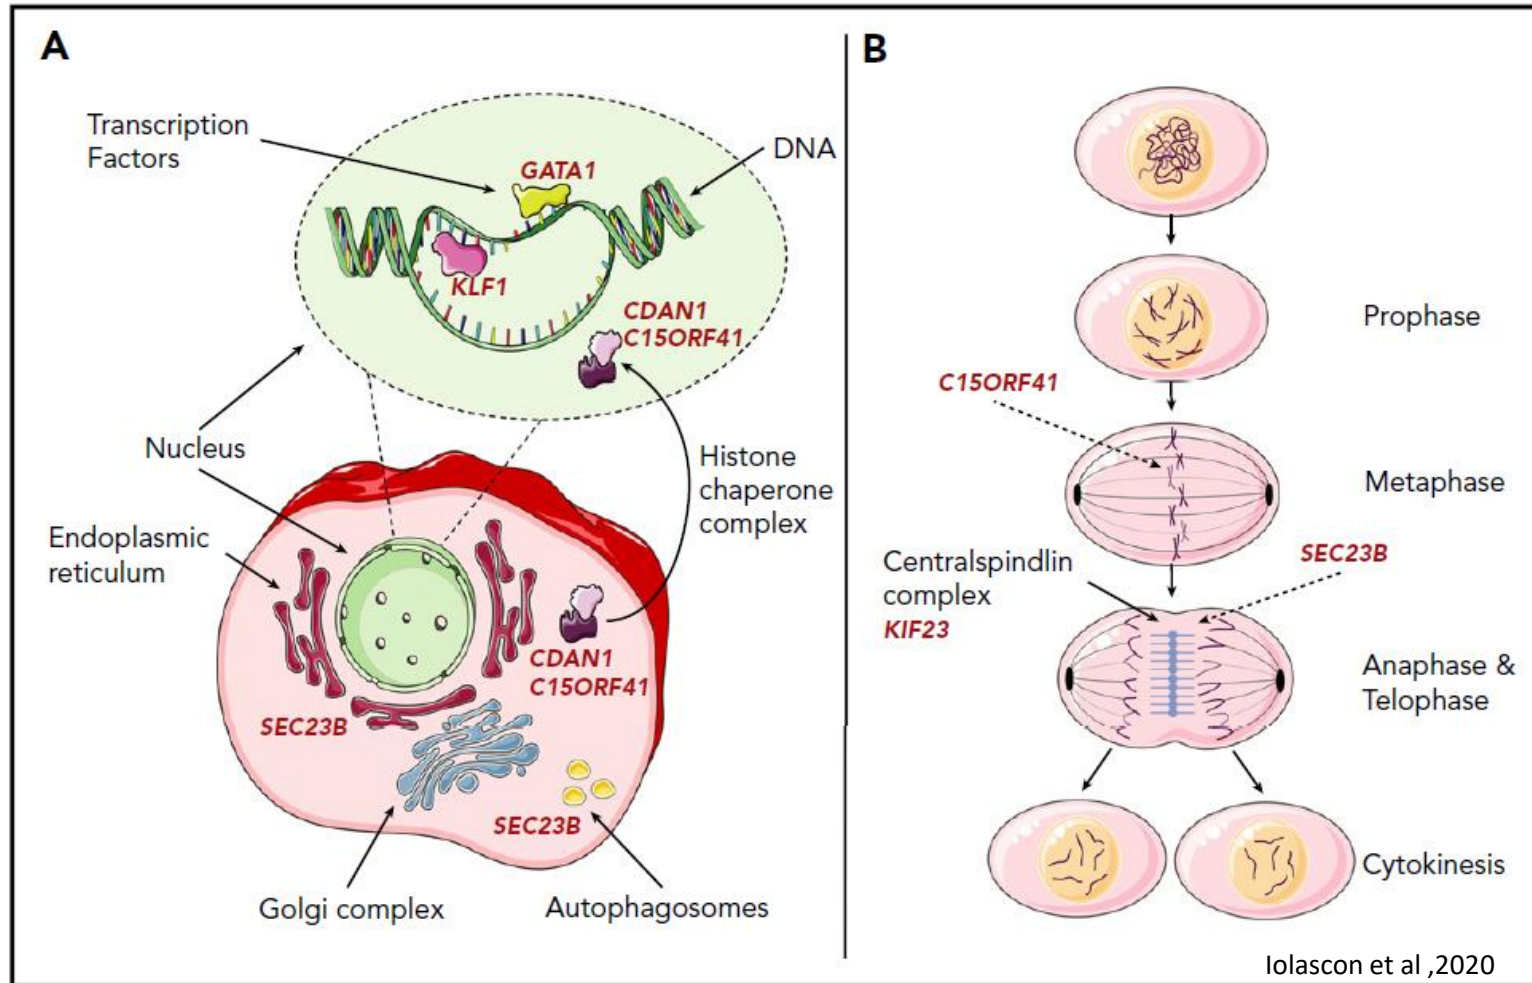 A
Transcription
Factors
GATA1
DNA
KLF1
CDAN1
C15ORF41
Nucleus
Histone
chaperone
complex
Endoplasmic
reticulum
CDAN1
C15ORF41
SEC23B
SEC23B
Golgi complex
Autophagosomes
B
Prophase
C15ORF41
Metaphase
Centralspindlin
complex
KIF23
SEC23B
Anaphase &
Telophase
Cytokinesis
Iolascon et al ,2020